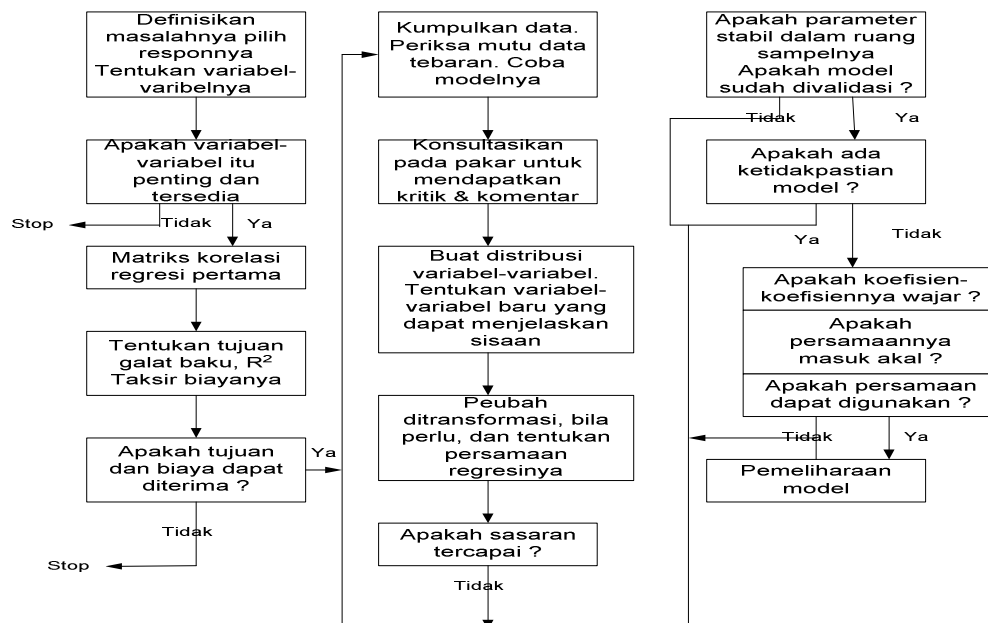 Definisikan
masalahnya pilih
responnya
Tentukan variabel-
varibelnya
Apakah variabel-
variabel itu
penting dan
tersedia
Stop
Tidak
Ya
Matriks korelasi
regresi pertama
Tentukan tujuan
galat baku, R²
Taksir biayanya
Apakah tujuan
dan biaya dapat
diterima ?
Ya
Tidak
Stop
Kumpulkan data.
Periksa mutu data
tebaran. Coba
modelnya
Konsultasikan
pada pakar untuk
mendapatkan
kritik & komentar
Buat distribusi
variabel-variabel.
Tentukan variabel-
variabel baru yang
dapat menjelaskan
sisaan
Peubah
ditransformasi, bila
perlu, dan tentukan
persamaan
regresinya
Apakah sasaran
tercapai ?
Tidak
Apakah parameter
stabil dalam ruang
sampelnya
Apakah model
sudah divalidasi ?
Tidak
Ya
Apakah ada
ketidakpastian
model ?
Ya
Tidak
Apakah koefisien-
koefisiennya wajar ?
Apakah
persamaannya
masuk akal ?
Apakah persamaan
dapat digunakan ?
Tidak
Ya
Pemeliharaan
model